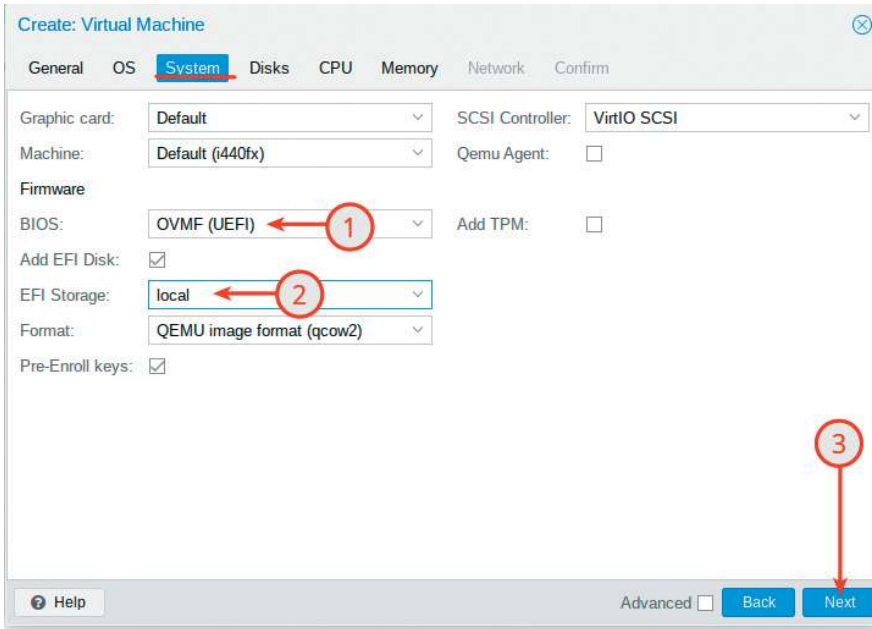 Create: Virtual Machine
General OS System Disks CPU Memory Network Confirm
Graphic card: Default SCSI Controller: VirtIO SCSI
Machine: Default (i440fx) Qemu Agent:
Firmware
BIOS: OVMF (UEFI) 1 Add TPM:
Add EFI Disk:
EFI Storage: local 2
Format: QEMU image format (qcow2)
Pre-Enroll keys:
3
Help Advanced Back Next